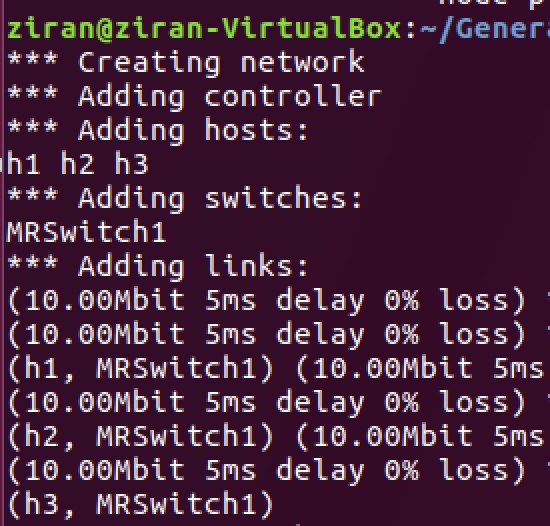 ziran@ziran-VirtualBox:~/Genera
*** Creating network
*** Adding controller
*** Adding hosts:
h1 h2 h3
*** Adding switches:
MRSwitch1
*** Adding links:
(10.00Mbit 5ms delay 0% loss)
(10.00Mbit 5ms delay 0% loss)
(h1, MRSwitch1) (10.00Mbit 5ms
(10.00Mbit 5ms delay 0% loss)
(h2, MRSwitch1) (10.00Mbit 5ms
(10.00Mbit 5ms delay 0% loss)
(h3, MRSwitch1)